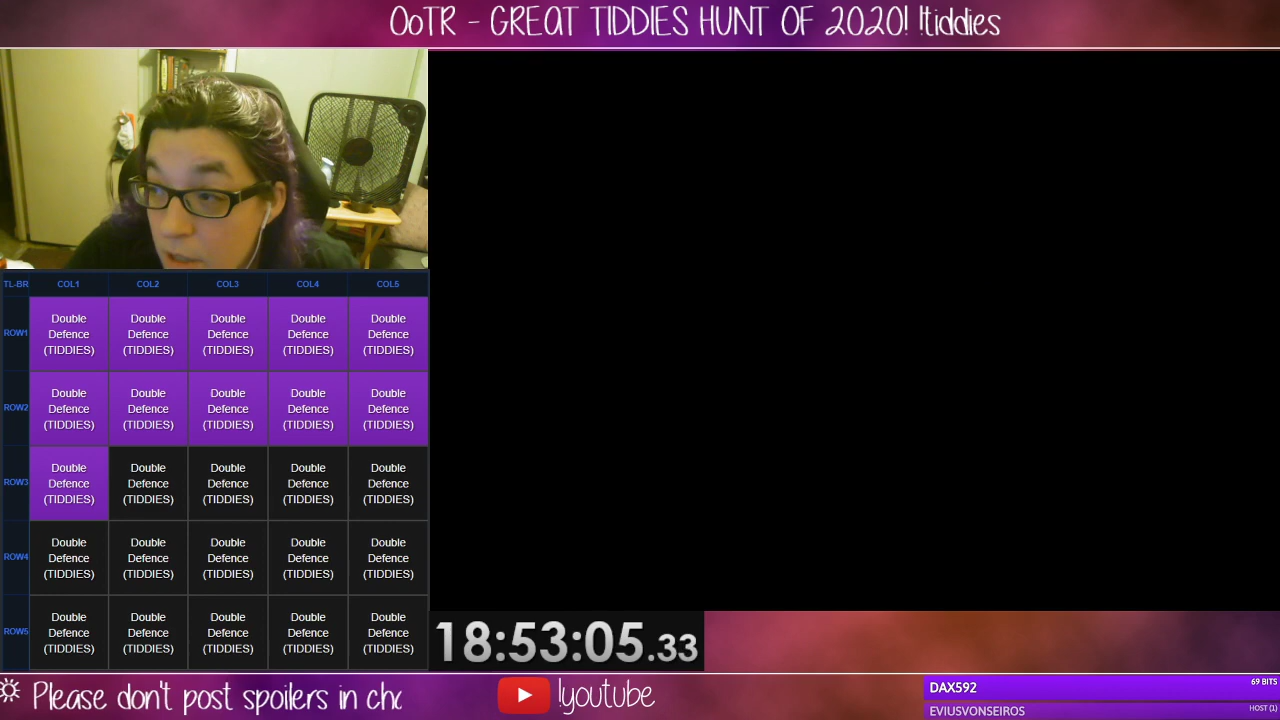 OoTR - GREAT TIDDIES HUNT OF 2020! !tiddies
TL-BR COL1 COL2 COL3 COL4 COL5
ROW1
Double Double Double Double Double
Defence Defence Defence Defence Defence
(TIDDIES) (TIDDIES) (TIDDIES) (TIDDIES) (TIDDIES)
ROW2
Double Double Double Double Double
Defence Defence Defence Defence Defence
(TIDDIES) (TIDDIES) (TIDDIES) (TIDDIES) (TIDDIES)
ROW3
Double Double Double Double Double
Defence Defence Defence Defence Defence
(TIDDIES) (TIDDIES) (TIDDIES) (TIDDIES) (TIDDIES)
ROW4
Double Double Double Double Double
Defence Defence Defence Defence Defence
(TIDDIES) (TIDDIES) (TIDDIES) (TIDDIES) (TIDDIES)
ROW5
Double Double Double Double Double
Defence Defence Defence Defence Defence
(TIDDIES) (TIDDIES) (TIDDIES) (TIDDIES) (TIDDIES)
18:53:05.33
Please don't post spoilers in
!youtube
DAX592 69 BITS
EVIUSVONSEIROS HOST (1)